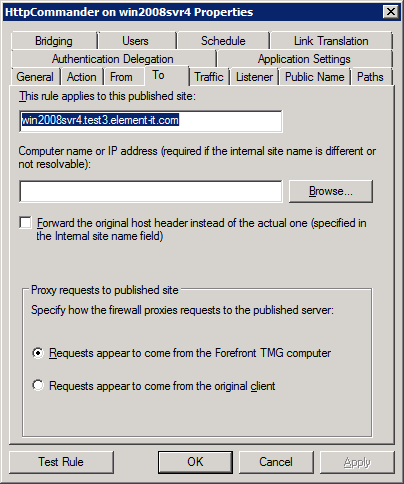 HttpCommander on win2008svr4 Properties
Bridging Users Schedule Link Translation
Authentication Delegation Application Settings
General Action From To Traffic Listener Public Name Paths
This rule applies to this published site:
win2008svr4.test3.element-it.com
Computer name or IP address (required if the internal site name is different or
not resolvable):
Browse...
Forward the original host header instead of the actual one (specified
in the Internal site name field)
Proxy requests to published site
Specify how the firewall proxies requests to the published server:
Requests appear to come from the Forefront TMG computer
Requests appear to come from the original client
Test Rule OK Cancel Apply